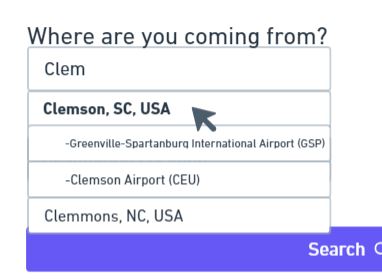 Where are you coming from?
Clem
Clemson, SC, USA
-Greenville-Spartanburg International Airport (GSP)
-Clemson Airport (CEU)
Clemmons, NC, USA
Search